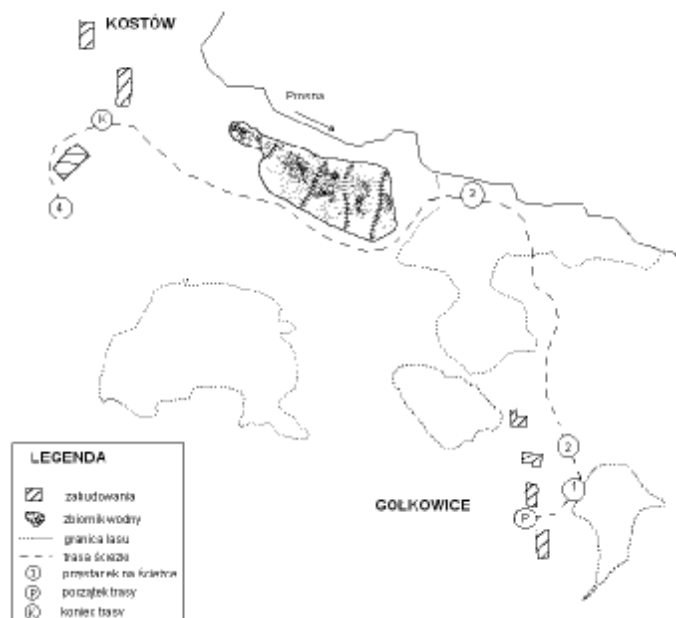 KOSTÓW
Prosna
K
4
3
2
1
GOŁKOWICE
P
LEGENDA
zabudowania
zbiornik wodny
granica lasu
trasa ścieżki
3 przystanek na ścieżce
P początek trasy
K koniec trasy